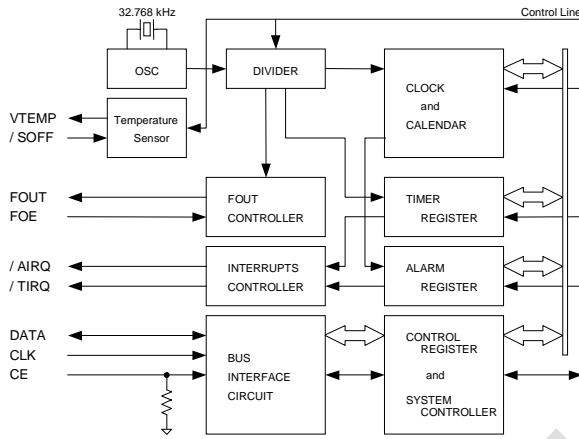 32.768 kHz
Control Line
OSC
DIVIDER
CLOCK
and
CALENDAR
VTEMP
/ SOFF
Temperature
Sensor
FOUT
FOE
FOUT
CONTROLLER
TIMER
REGISTER
/ AIRQ
/ TIRQ
INTERRUPTS
CONTROLLER
ALARM
REGISTER
DATA
CLK
CE
BUS
INTERFACE
CIRCUIT
CONTROL
REGISTER
and
SYSTEM
CONTROLLER